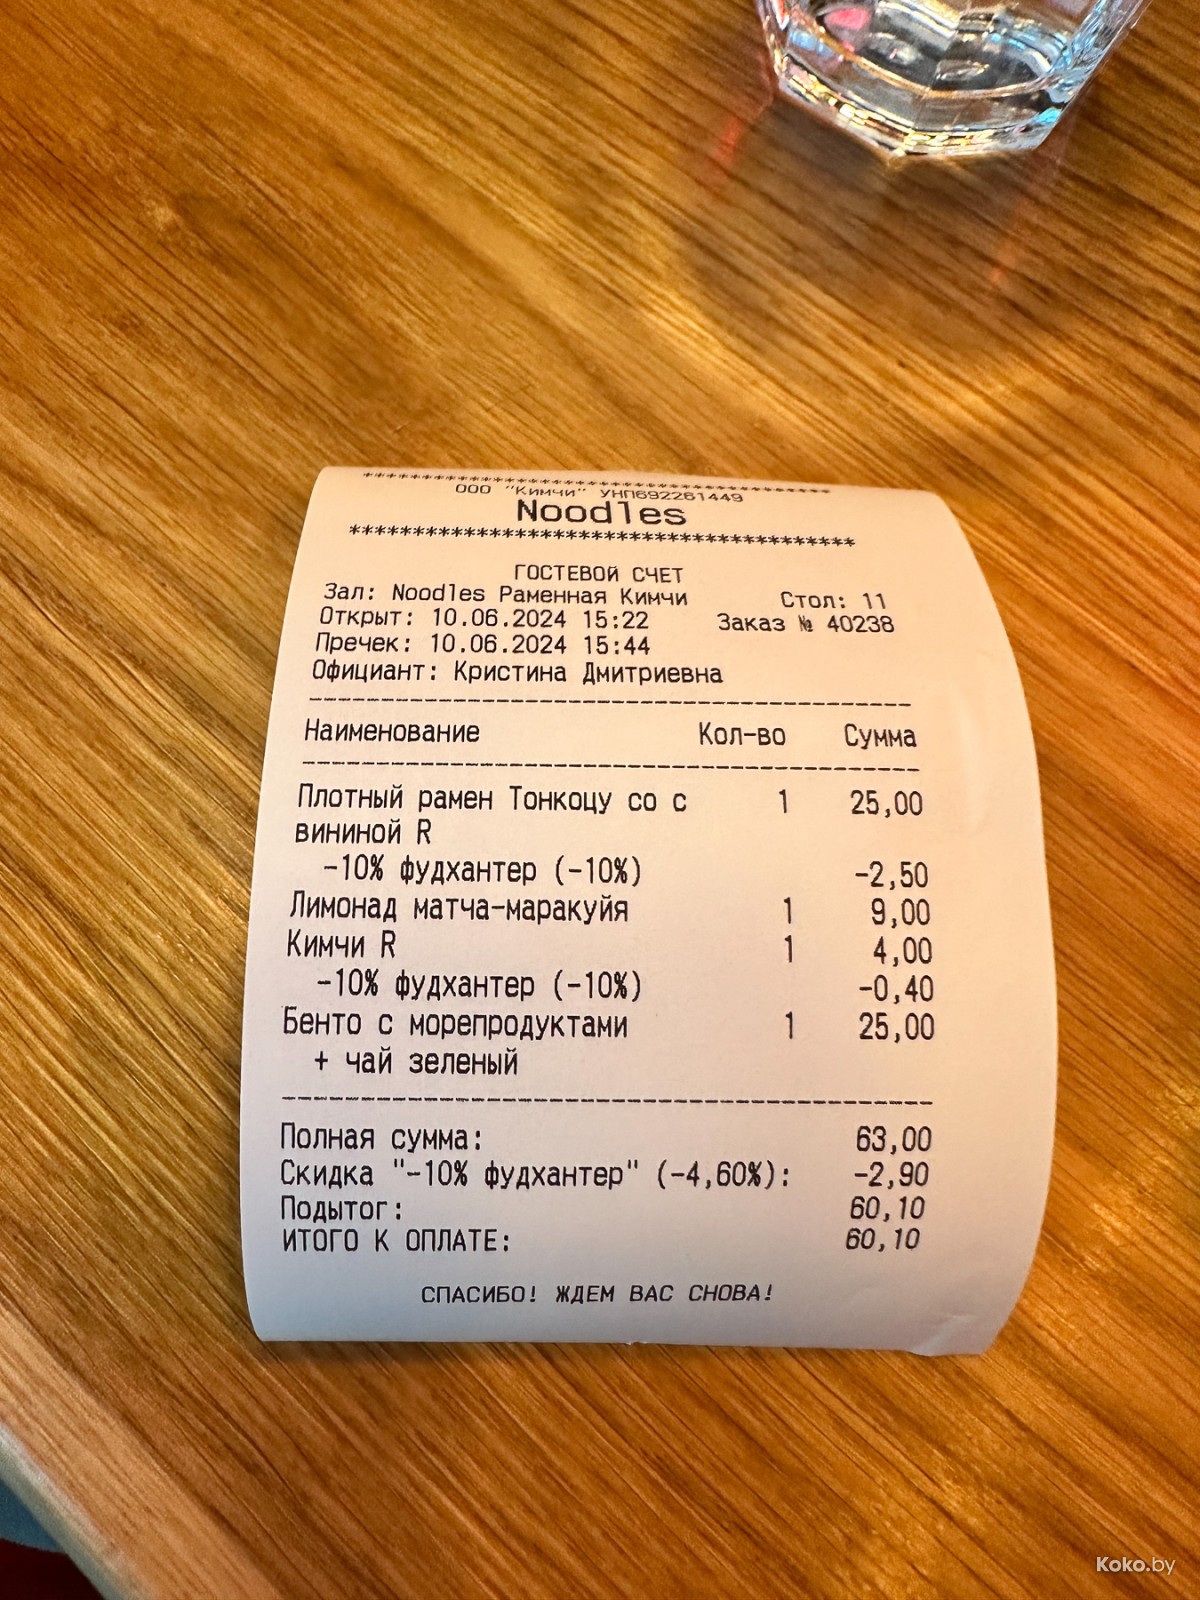 ****************************************
ООО "Кимчи" УНП692261449
Noodles
****************************************
ГОСТЕВОЙ СЧЕТ
Зал: Noodles Раменная Кимчи Стол: 11
Открыт: 10.06.2024 15:22 Заказ № 40238
Пречек: 10.06.2024 15:44
Официант: Кристина Дмитриевна
Наименование Кол-во Сумма
Плотный рамен Тонкоцу со с 1 25,00
вининой R
-10% фудхантер (-10%) -2,50
Лимонад матча-маракуйя 1 9,00
Кимчи R 1 4,00
-10% фудхантер (-10%) -0,40
Бенто с морепродуктами 1 25,00
+ чай зеленый
Полная сумма: 63,00
Скидка "-10% фудхантер" (-4,60%): -2,90
Подытог: 60,10
ИТОГО К ОПЛАТЕ: 60,10
СПАСИБО! ЖДЕМ ВАС СНОВА!
Koko.by